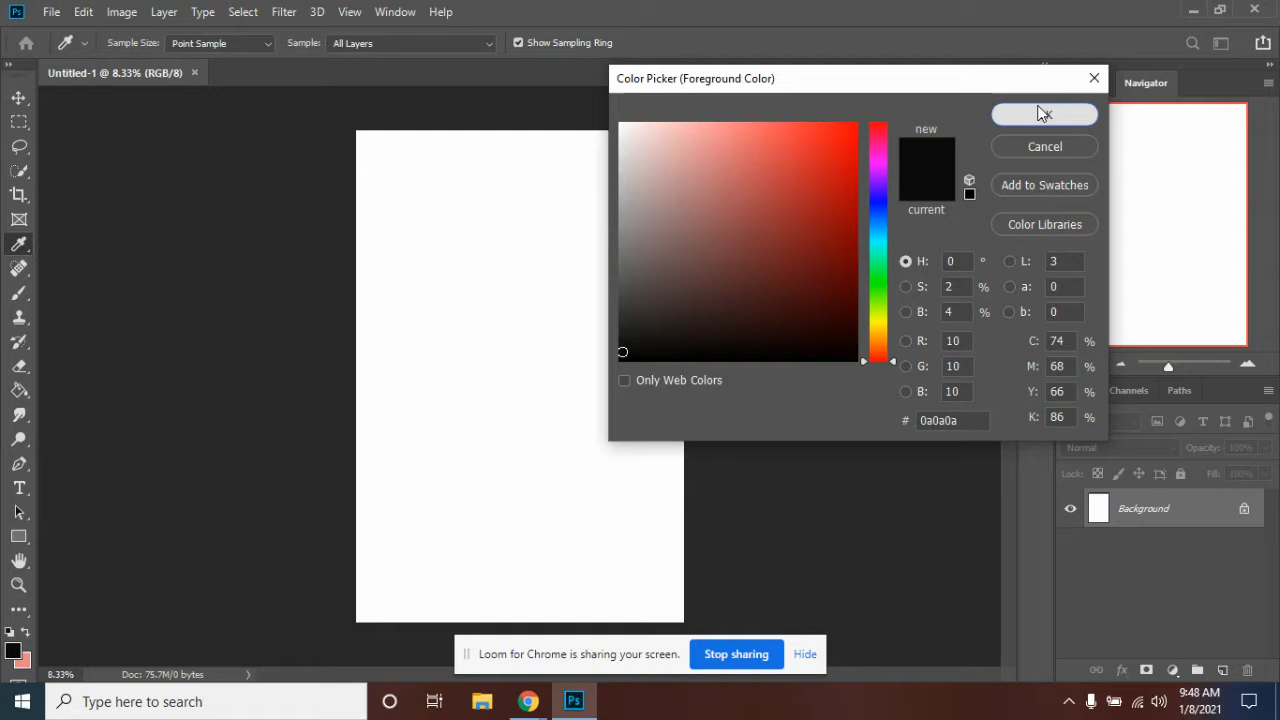 Ps File Edit Image Layer Type Select Filter 3D View Window Help
Sample Size: Point Sample Sample: All Layers Show Sampling Ring
Untitled-1 @ 8.33% (RGB/8) ×
Color Picker (Foreground Color)
Navigator
new
current
Cancel
Add to Swatches
Color Libraries
H: 0 ° L: 3
S: 2 % a: 0
B: 4 % b: 0
R: 10 C: 74 %
G: 10 M: 68 %
B: 10 Y: 66 %
# 0a0a0a K: 86 %
Only Web Colors
Channels Paths
Normal Opacity: 100%
Lock: Fill: 100%
Background
Loom for Chrome is sharing your screen. Stop sharing Hide
8.33% Doc: 75.7M/0 bytes
Type here to search
Ps
9:48 AM
1/8/2021